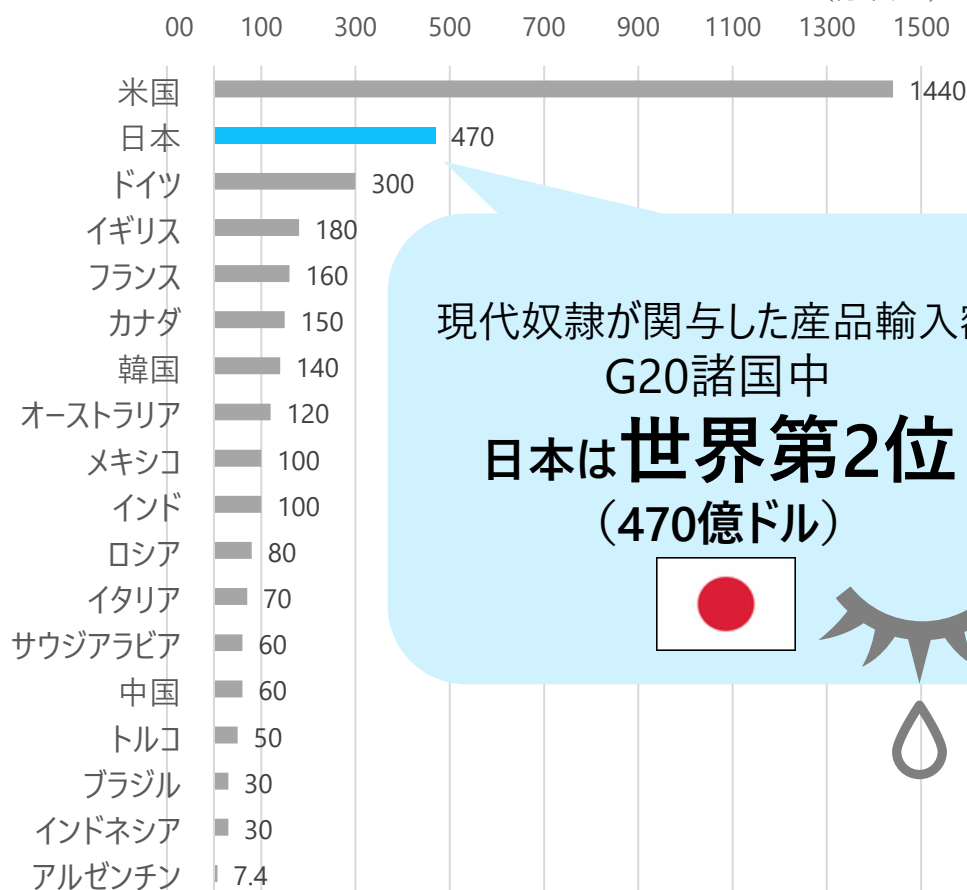 00 100 300 500 700 900 1100 1300 1500
米国 1440
日本 470
ドイツ 300
イギリス 180
フランス 160
カナダ 150
韓国 140
オーストラリア 120
メキシコ 100
インド 100
ロシア 80
イタリア 70
サウジアラビア 60
中国 60
トルコ 50
ブラジル 30
インドネシア 30
アルゼンチン 7.4
現代奴隷が関与した産品輸入
G20諸国中
日本は世界第2位
（470億ドル）